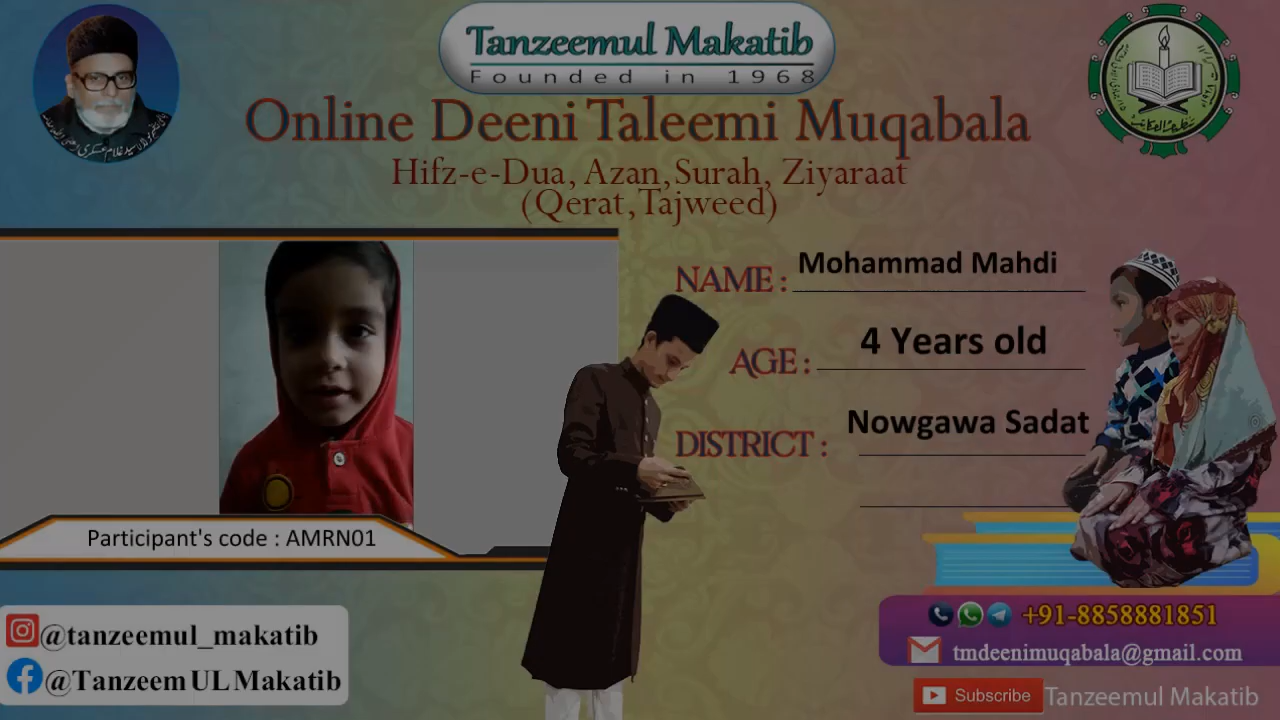 Tanzeemul Makatib
Founded in 1968
Online Deeni Taleemi Muqabala
Hifz-e-Dua, Azan,Surah, Ziyaraat
(Qerat,Tajweed)
NAME : Mohammad Mahdi
AGE : 4 Years old
DISTRICT : Nowgawa Sadat
Participant's code : AMRN01
@tanzeemul_makatib
@Tanzeem UL Makatib
+91-8858881851
tmdeenimuqabala@gmail.com
Subscribe Tanzeemul Makatib